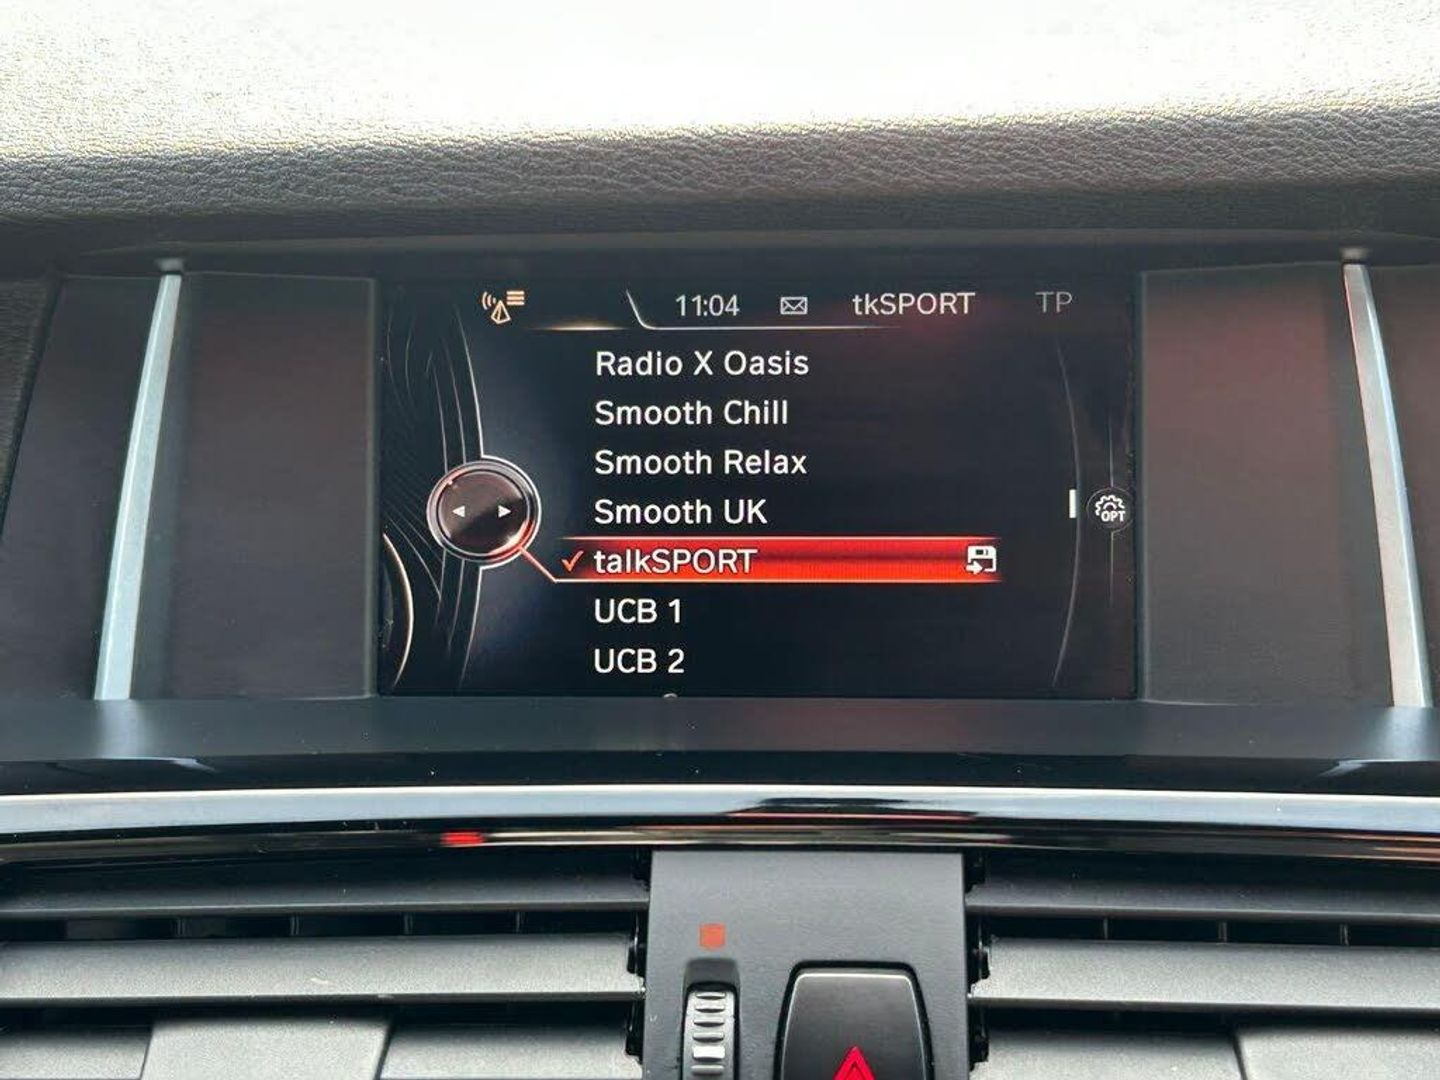 11:04 tkSPORT TP
Radio X Oasis
Smooth Chill
Smooth Relax
Smooth UK
OPT
talkSPORT
UCB 1
UCB 2